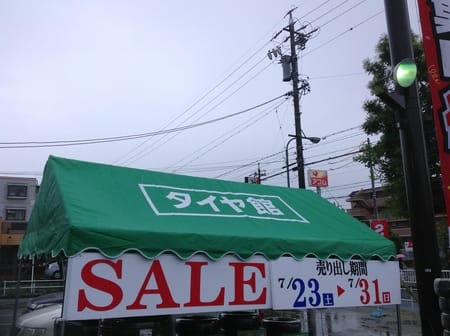 タイヤ館
SALE
売り出し期間
7/23土 ▶ 7/31日